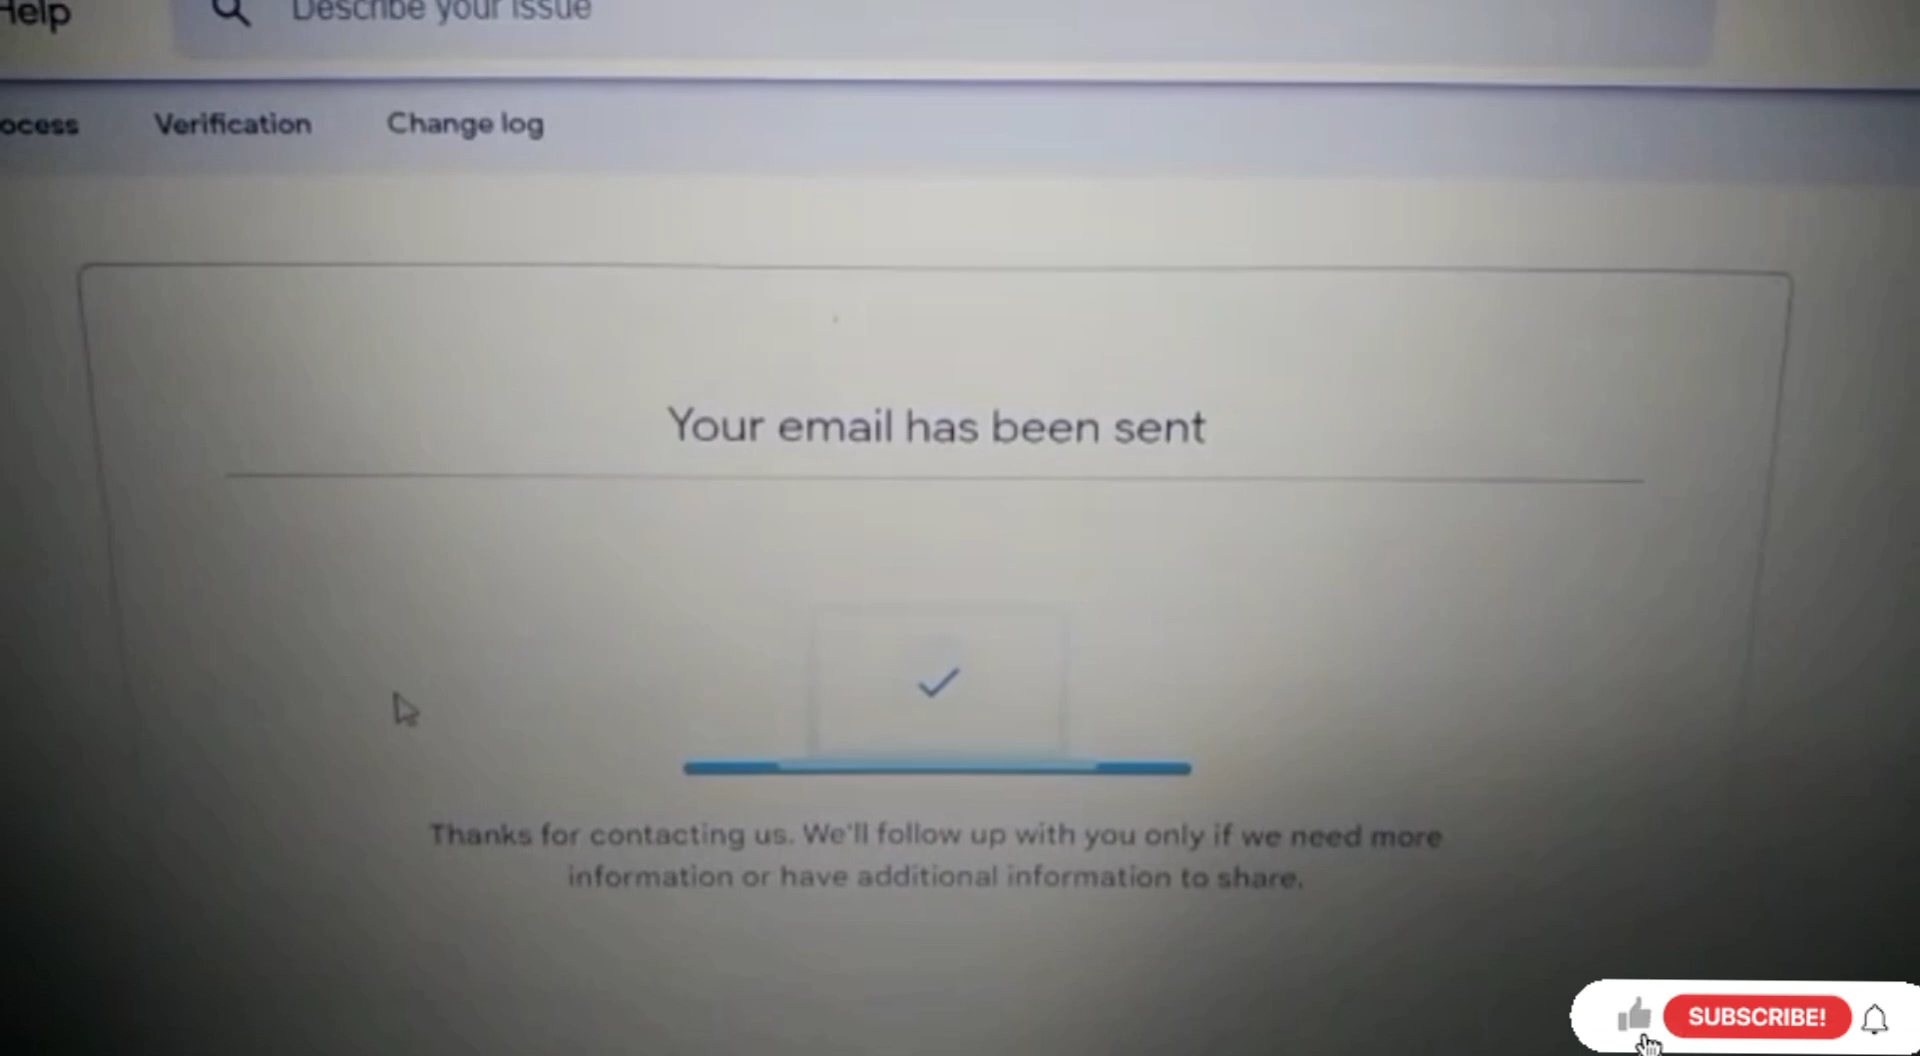 Help
Describe your issue
ocess Verification Change log
Your email has been sent
Thanks for contacting us. We'll follow up with you only if we need more
information or have additional information to share.
SUBSCRIBE!